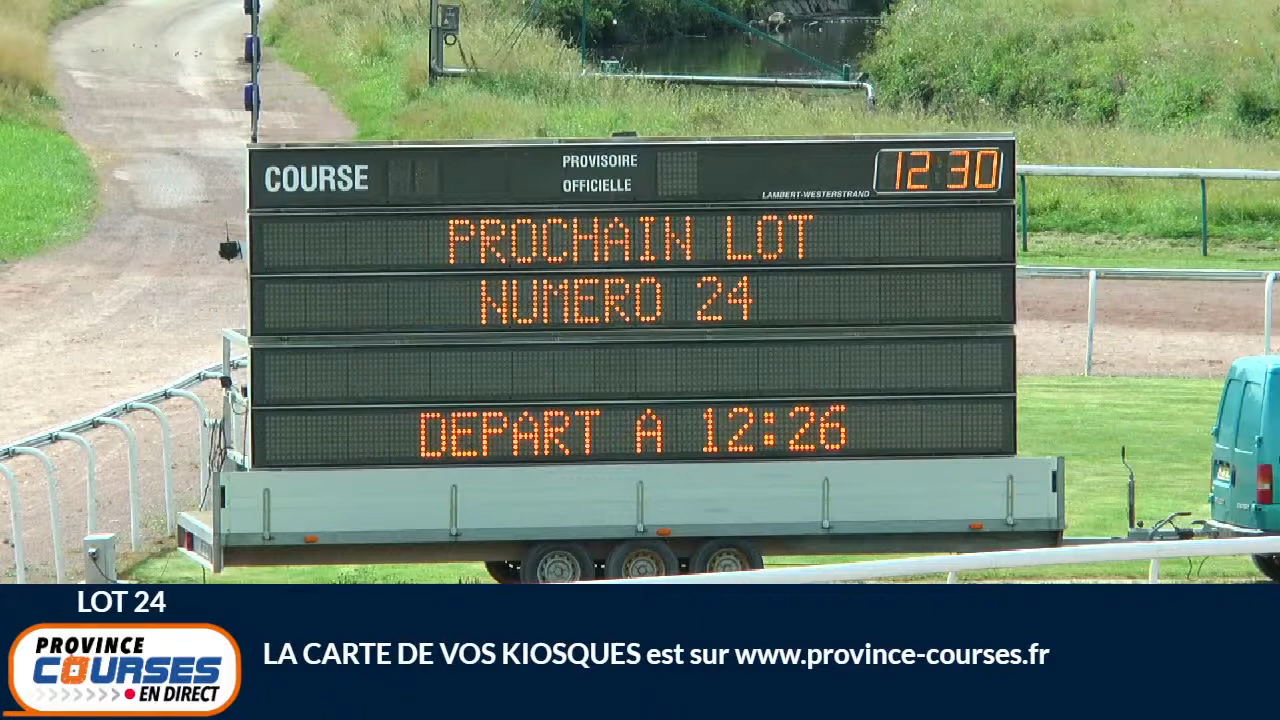 COURSE
PROVISOIRE
OFFICIELLE
LAMBERT-WESTERSTRAND
12:30
PROCHAIN LOT
NUMERO 24
DEPART A 12:26
LOT 24
PROVINCE
COURSES
EN DIRECT
LA CARTE DE VOS KIOSQUES est sur www.province-courses.fr